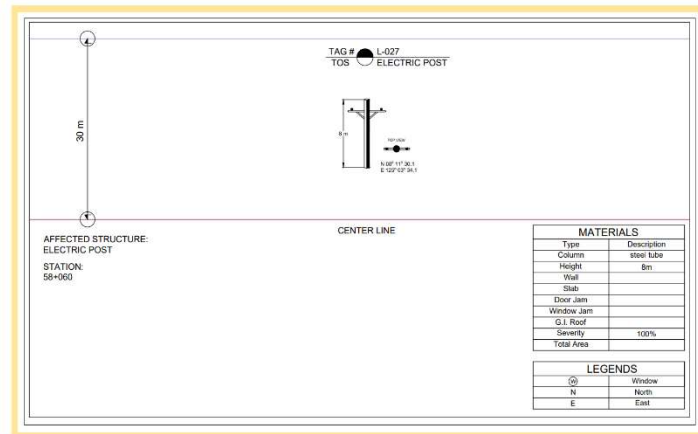 TAG # L-027
TOS ELECTRIC POST
30 m
8 m
TOP VIEW
N 08° 11" 30.1
E 123° 03" 34.1
CENTER LINE
AFFECTED STRUCTURE:
ELECTRIC POST
STATION:
58+060
MATERIALS
Type Description
Column steel tube
Height 8m
Wall
Slab
Door Jam
Window Jam
G.I. Roof
Severity 100%
Total Area
LEGENDS
W Window
N North
E East